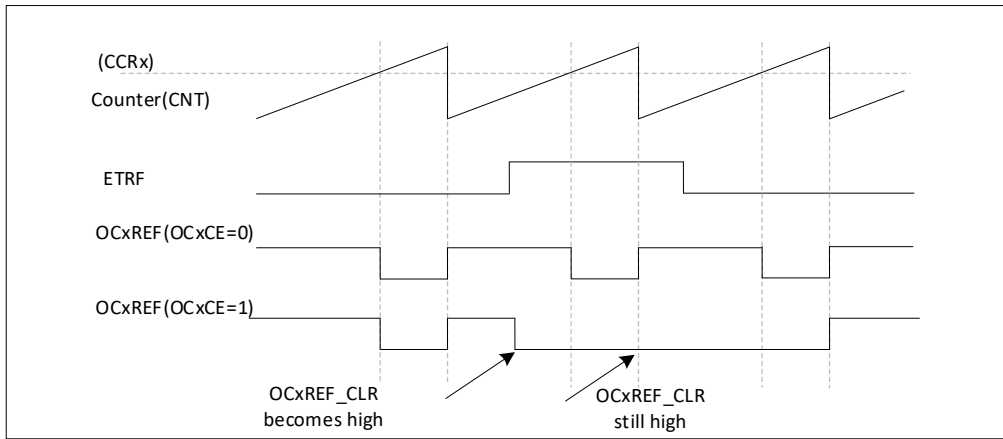 (CCRx)
Counter(CNT)
ETRF
OCxREF(OCxCE=0)
OCxREF(OCxCE=1)
OCxREF_CLR
becomes high
OCxREF_CLR
still high